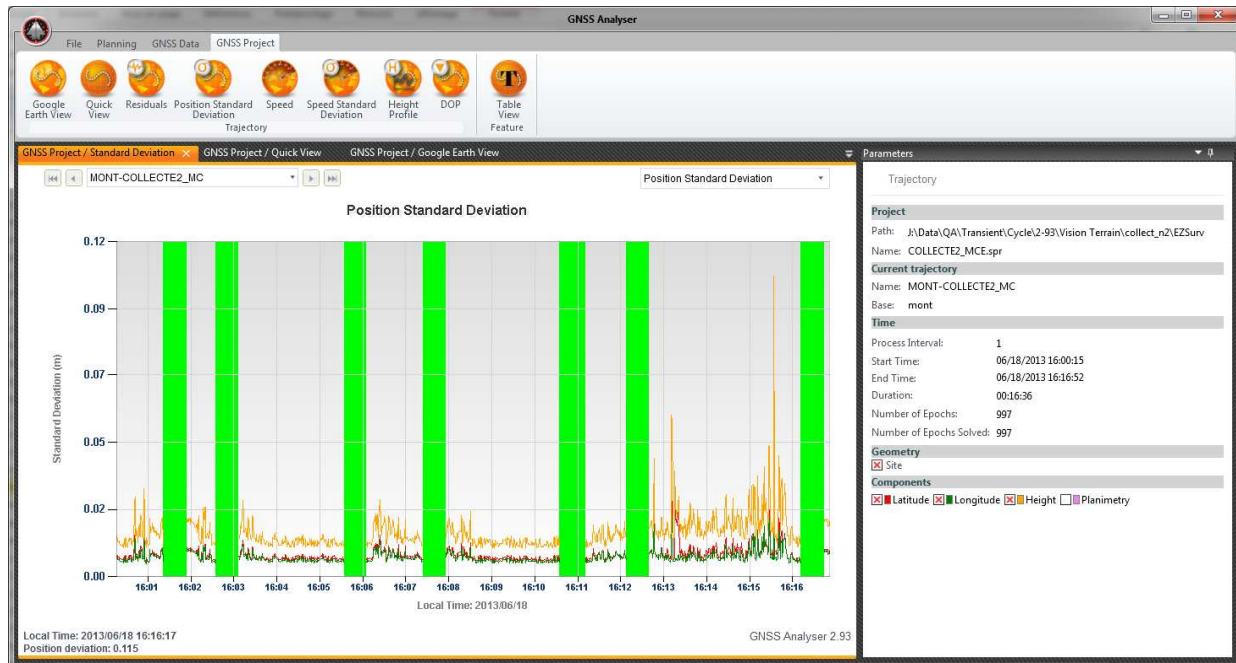 GNSS Analyser
File Planning GNSS Data GNSS Project
Google Earth View
Quick View
Residuals
Position Standard Deviation
Speed
Speed Standard Deviation
Height Profile
DOP
Table View
Trajectory
Feature
GNSS Project / Standard Deviation GNSS Project / Quick View GNSS Project / Google Earth View
MONT-COLLECTE2_MC
Position Standard Deviation
Position Standard Deviation
Standard Deviation (m)
0.12
0.09
0.07
0.05
0.02
0.00
16:01 16:02 16:03 16:04 16:05 16:06 16:07 16:08 16:09 16:10 16:11 16:12 16:13 16:14 16:15 16:16
Local Time: 2013/06/18
Local Time: 2013/06/18 16:16:17
Position deviation: 0.115
GNSS Analyser 2.93
Parameters
Trajectory
Project
Path: J:\Data\QA\Transient\Cycle\2-93\Vision Terrain\collect_n2\EZSurv
Name: COLLECTE2_MCE.spr
Current trajectory
Name: MONT-COLLECTE2_MC
Base: mont
Time
Process Interval: 1
Start Time: 06/18/2013 16:00:15
End Time: 06/18/2013 16:16:52
Duration: 00:16:36
Number of Epochs: 997
Number of Epochs Solved: 997
Geometry
Site
Components
Latitude Longitude Height Planimetry